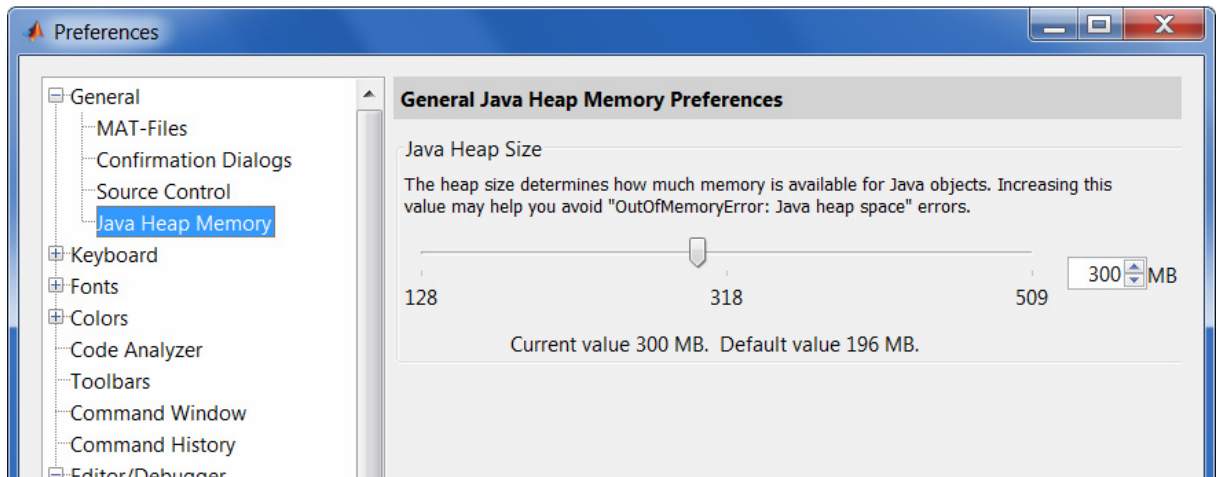 Preferences
General
MAT-Files
Confirmation Dialogs
Source Control
Java Heap Memory
Keyboard
Fonts
Colors
Code Analyzer
Toolbars
Command Window
Command History
Editor/Debugger
General Java Heap Memory Preferences
Java Heap Size
The heap size determines how much memory is available for Java objects. Increasing this
value may help you avoid "OutOfMemoryError: Java heap space" errors.
300 MB
128 318 509
Current value 300 MB. Default value 196 MB.